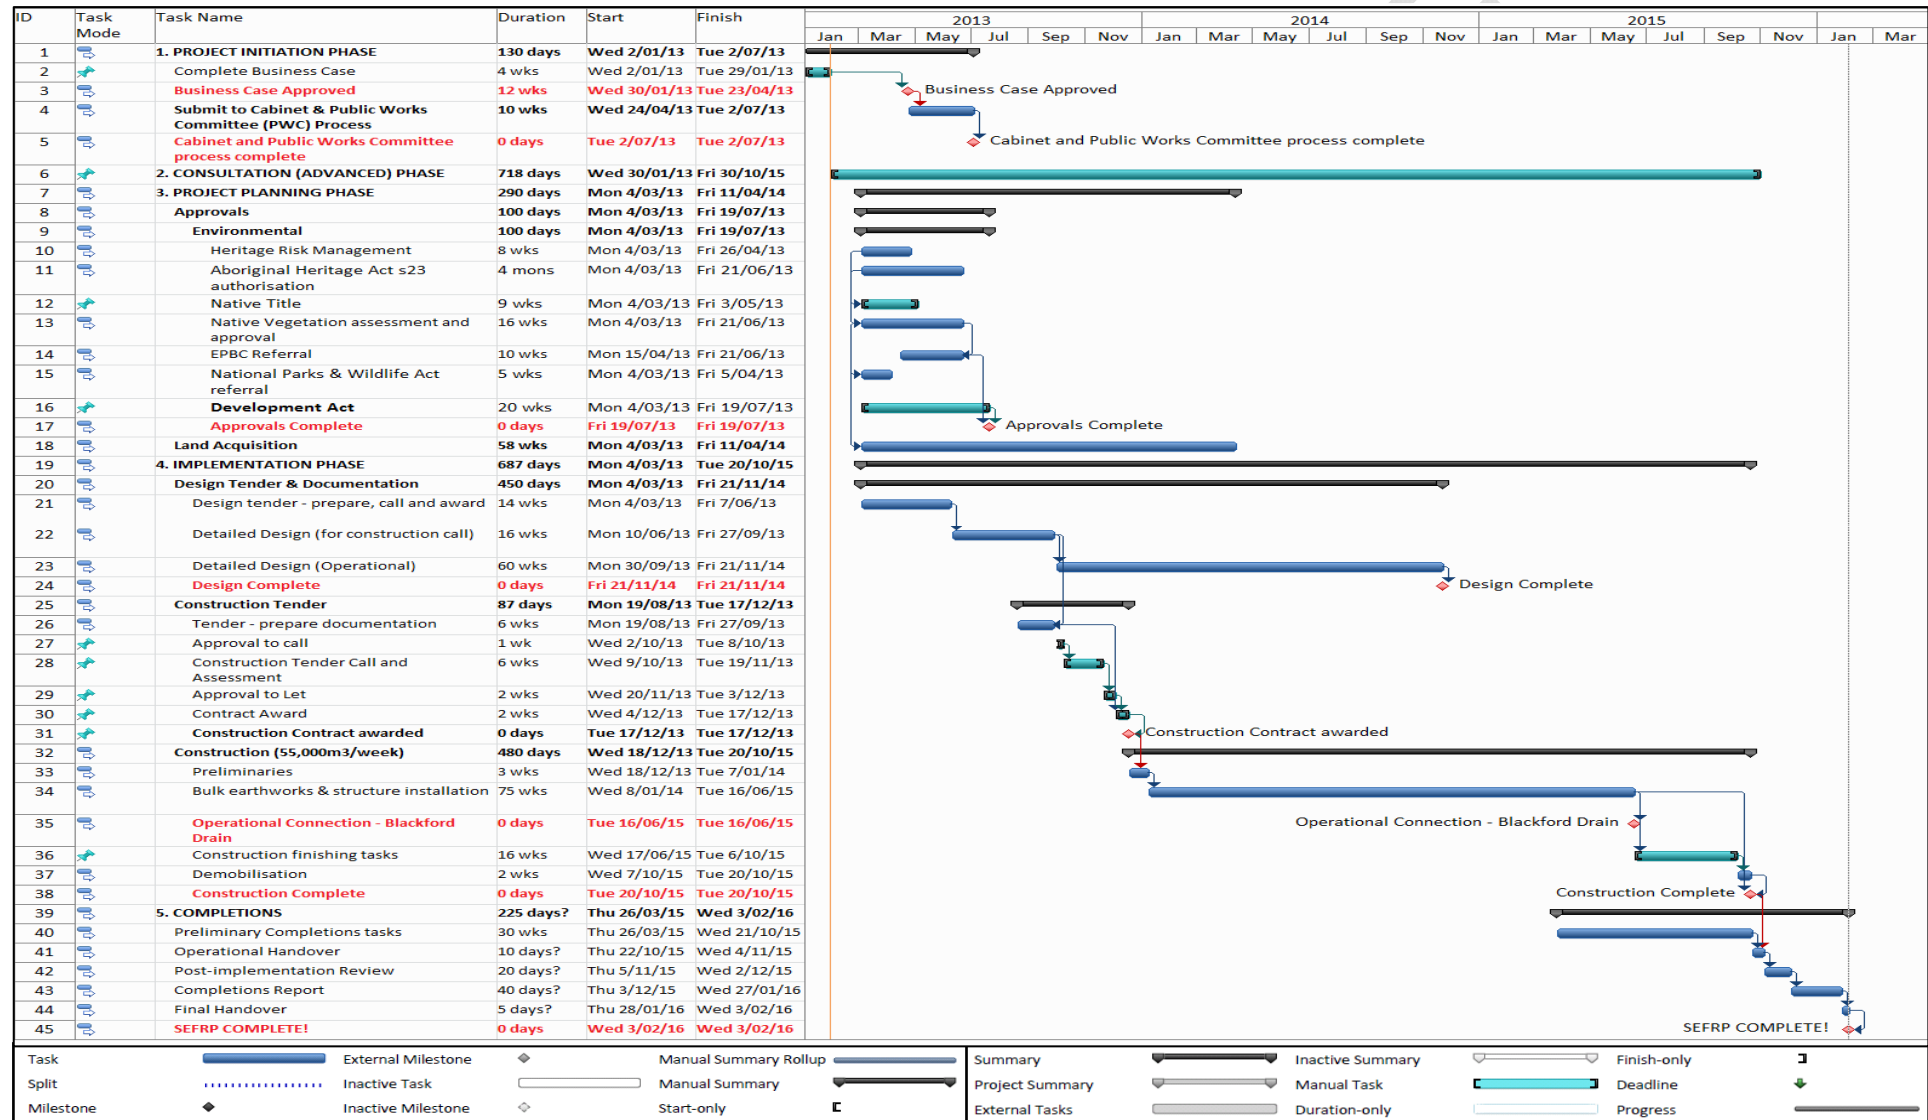 ID Task Mode Task Name Duration Start Finish 2013 2014 2015
Jan Mar May Jul Sep Nov Jan Mar May Jul Sep Nov Jan Mar May Jul Sep Nov Jan Mar
1 1. PROJECT INITIATION PHASE 130 days Wed 2/01/13 Tue 2/07/13
2 Complete Business Case 4 wks Wed 2/01/13 Tue 29/01/13
3 Business Case Approved 12 wks Wed 30/01/13 Tue 23/04/13 Business Case Approved
4 Submit to Cabinet & Public Works 10 wks Wed 24/04/13 Tue 2/07/13
Committee (PWC) Process
5 Cabinet and Public Works Committee 0 days Tue 2/07/13 Tue 2/07/13 Cabinet and Public Works Committee process complete
process complete
6 2. CONSULTATION (ADVANCED) PHASE 718 days Wed 30/01/13 Fri 30/10/15
7 3. PROJECT PLANNING PHASE 290 days Mon 4/03/13 Fri 11/04/14
8 Approvals 100 days Mon 4/03/13 Fri 19/07/13
9 Environmental 100 days Mon 4/03/13 Fri 19/07/13
10 Heritage Risk Management 8 wks Mon 4/03/13 Fri 26/04/13
11 Aboriginal Heritage Act s23 4 mons Mon 4/03/13 Fri 21/06/13
authorisation
12 Native Title 9 wks Mon 4/03/13 Fri 3/05/13
13 Native Vegetation assessment and 16 wks Mon 4/03/13 Fri 21/06/13
approval
14 EPBC Referral 10 wks Mon 15/04/13 Fri 21/06/13
15 National Parks & Wildlife Act 5 wks Mon 4/03/13 Fri 5/04/13
referral
16 Development Act 20 wks Mon 4/03/13 Fri 19/07/13
17 Approvals Complete 0 days Fri 19/07/13 Fri 19/07/13 Approvals Complete
18 Land Acquisition 58 wks Mon 4/03/13 Fri 11/04/14
19 4. IMPLEMENTATION PHASE 687 days Mon 4/03/13 Tue 20/10/15
20 Design Tender & Documentation 450 days Mon 4/03/13 Fri 21/11/14
21 Design tender - prepare, call and award 14 wks Mon 4/03/13 Fri 7/06/13
22 Detailed Design (for construction call) 16 wks Mon 10/06/13 Fri 27/09/13
23 Detailed Design (Operational) 60 wks Mon 30/09/13 Fri 21/11/14
24 Design Complete 0 days Fri 21/11/14 Fri 21/11/14 Design Complete
25 Construction Tender 87 days Mon 19/08/13 Tue 17/12/13
26 Tender - prepare documentation 6 wks Mon 19/08/13 Fri 27/09/13
27 Approval to call 1 wk Wed 2/10/13 Tue 8/10/13
28 Construction Tender Call and 6 wks Wed 9/10/13 Tue 19/11/13
Assessment
29 Approval to Let 2 wks Wed 20/11/13 Tue 3/12/13
30 Contract Award 2 wks Wed 4/12/13 Tue 17/12/13
31 Construction Contract awarded 0 days Tue 17/12/13 Tue 17/12/13 Construction Contract awarded
32 Construction (55,000m3/week) 480 days Wed 18/12/13 Tue 20/10/15
33 Preliminaries 3 wks Wed 18/12/13 Tue 7/01/14
34 Bulk earthworks & structure installation 75 wks Wed 8/01/14 Tue 16/06/15
35 Operational Connection - Blackford 0 days Tue 16/06/15 Tue 16/06/15 Operational Connection - Blackford Drain
Drain
36 Construction finishing tasks 16 wks Wed 17/06/15 Tue 6/10/15
37 Demobilisation 2 wks Wed 7/10/15 Tue 20/10/15
38 Construction Complete 0 days Tue 20/10/15 Tue 20/10/15 Construction Complete
39 5. COMPLETIONS 225 days? Thu 26/03/15 Wed 3/02/16
40 Preliminary Completions tasks 30 wks Thu 26/03/15 Wed 21/10/15
41 Operational Handover 10 days? Thu 22/10/15 Wed 4/11/15
42 Post-implementation Review 20 days? Thu 5/11/15 Wed 2/12/15
43 Completions Report 40 days? Thu 3/12/15 Wed 27/01/16
44 Final Handover 5 days? Thu 28/01/16 Wed 3/02/16
45 SEFRP COMPLETE! 0 days Wed 3/02/16 Wed 3/02/16 SEFRP COMPLETE!
Task External Milestone Manual Summary Rollup Summary Inactive Summary Finish-only
Split Inactive Task Manual Summary Project Summary Manual Task Deadline
Milestone Inactive Milestone Start-only External Tasks Duration-only Progress